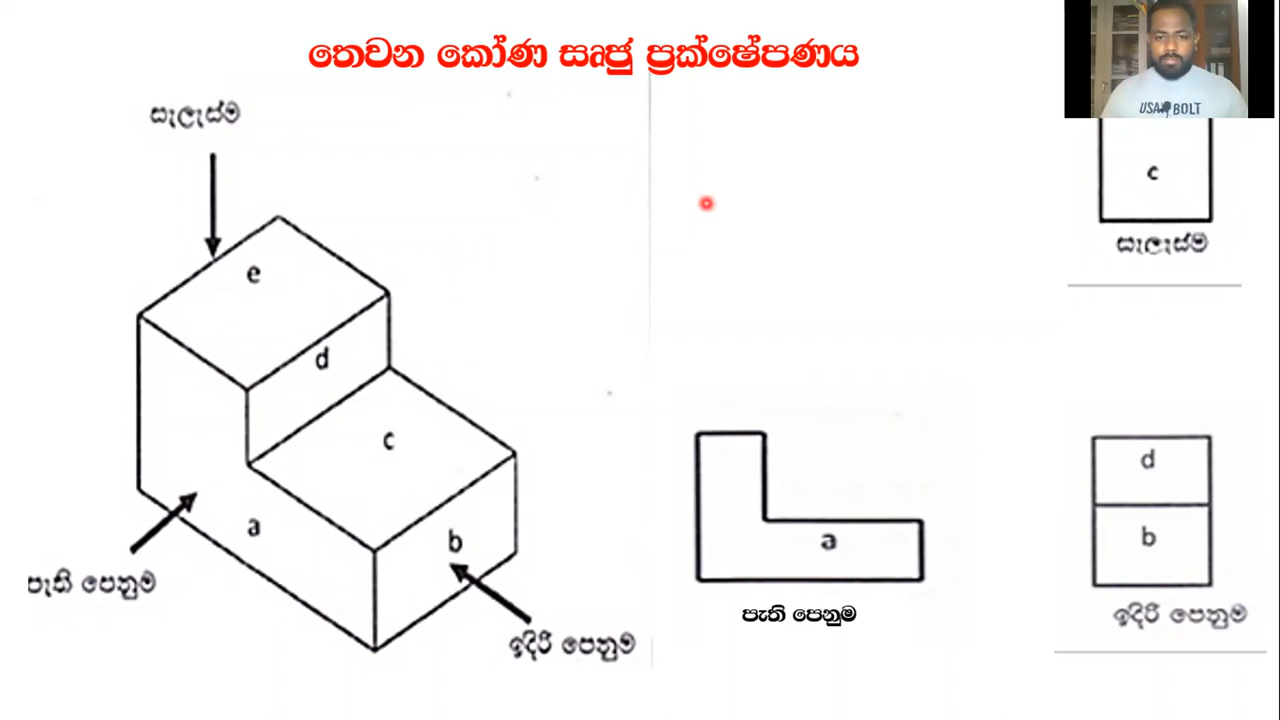 තෙවන කෝණ සෘජු ප්‍රක්ෂේපණය
USA BOLT
සැලැස්ම
e
d
c
a
b
පැති පෙනුම
ඉදිරි පෙනුම
c
සැලැස්ම
a
පැති පෙනුම
d
b
ඉදිරි පෙනුම